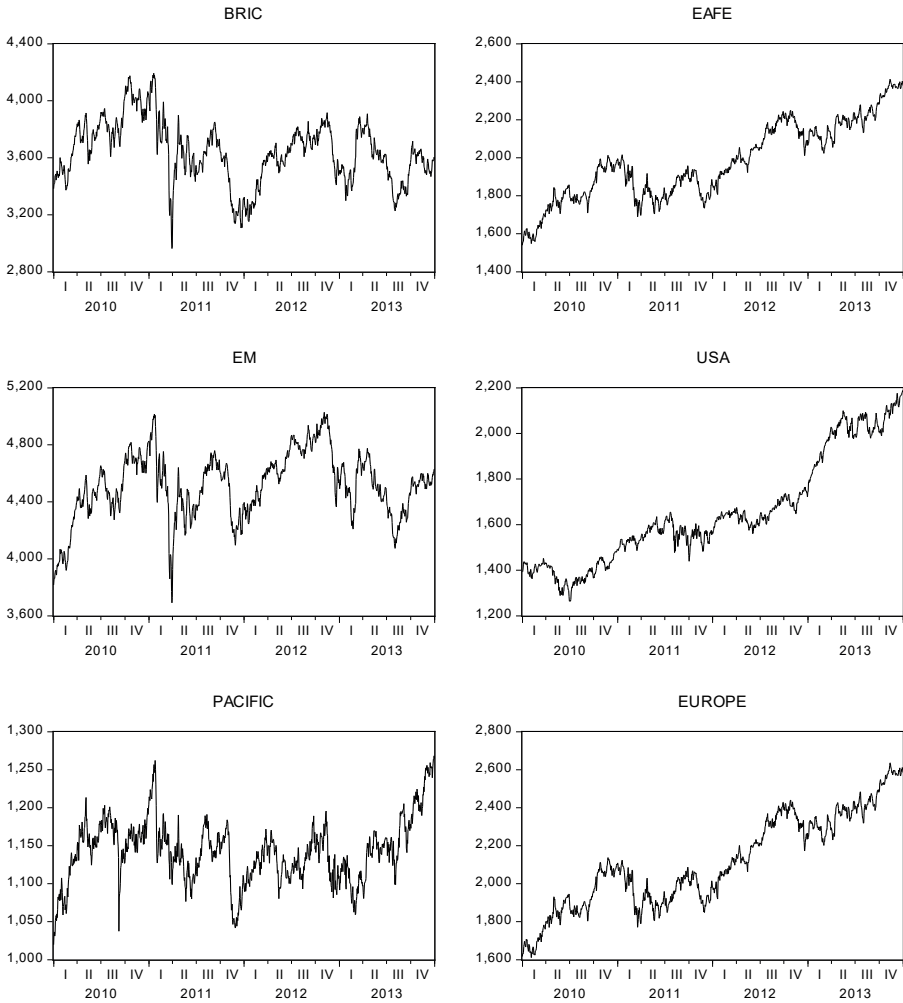 BRIC
4,400
4,000
3,600
3,200
2,800
I II III IV I II III IV I II III IV I II III IV
2010 2011 2012 2013
EAFE
2,600
2,400
2,200
2,000
1,800
1,600
1,400
I II III IV I II III IV I II III IV I II III IV
2010 2011 2012 2013
EM
5,200
4,800
4,400
4,000
3,600
I II III IV I II III IV I II III IV I II III IV
2010 2011 2012 2013
USA
2,200
2,000
1,800
1,600
1,400
1,200
I II III IV I II III IV I II III IV I II III IV
2010 2011 2012 2013
PACIFIC
1,300
1,250
1,200
1,150
1,100
1,050
1,000
I II III IV I II III IV I II III IV I II III IV
2010 2011 2012 2013
EUROPE
2,800
2,600
2,400
2,200
2,000
1,800
1,600
I II III IV I II III IV I II III IV I II III IV
2010 2011 2012 2013